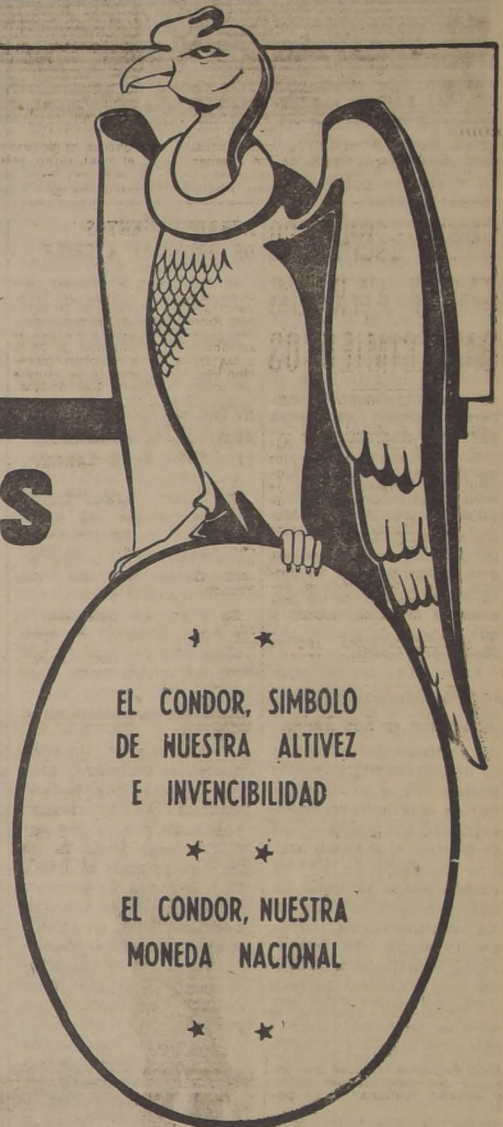 S
EL CONDOR, SIMBOLO
DE NUESTRA ALTIVEZ
E INVENCIBILIDAD
EL CONDOR, NUESTRA
MONEDA NACIONAL